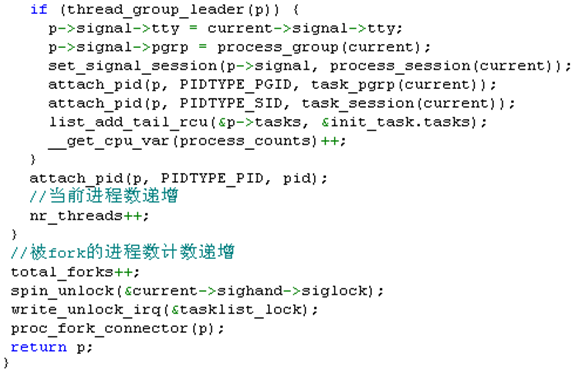 if (thread_group_leader(p)) {
p->signal->tty = current->signal->tty;
p->signal->pgrp = process_group(current);
set_signal_session(p->signal, process_session(current));
attach_pid(p, PIDTYPE_PGID, task_pgrp(current));
attach_pid(p, PIDTYPE_SID, task_session(current));
list_add_tail_rcu(&p->tasks, &init_task.tasks);
__get_cpu_var(process_counts)++;
}
attach_pid(p, PIDTYPE_PID, pid);
//当前进程数递增
nr_threads++;
}
//被fork的进程数计数递增
total_forks++;
spin_unlock(&current->sighand->siglock);
write_unlock_irq(&tasklist_lock);
proc_fork_connector(p);
return p;
}